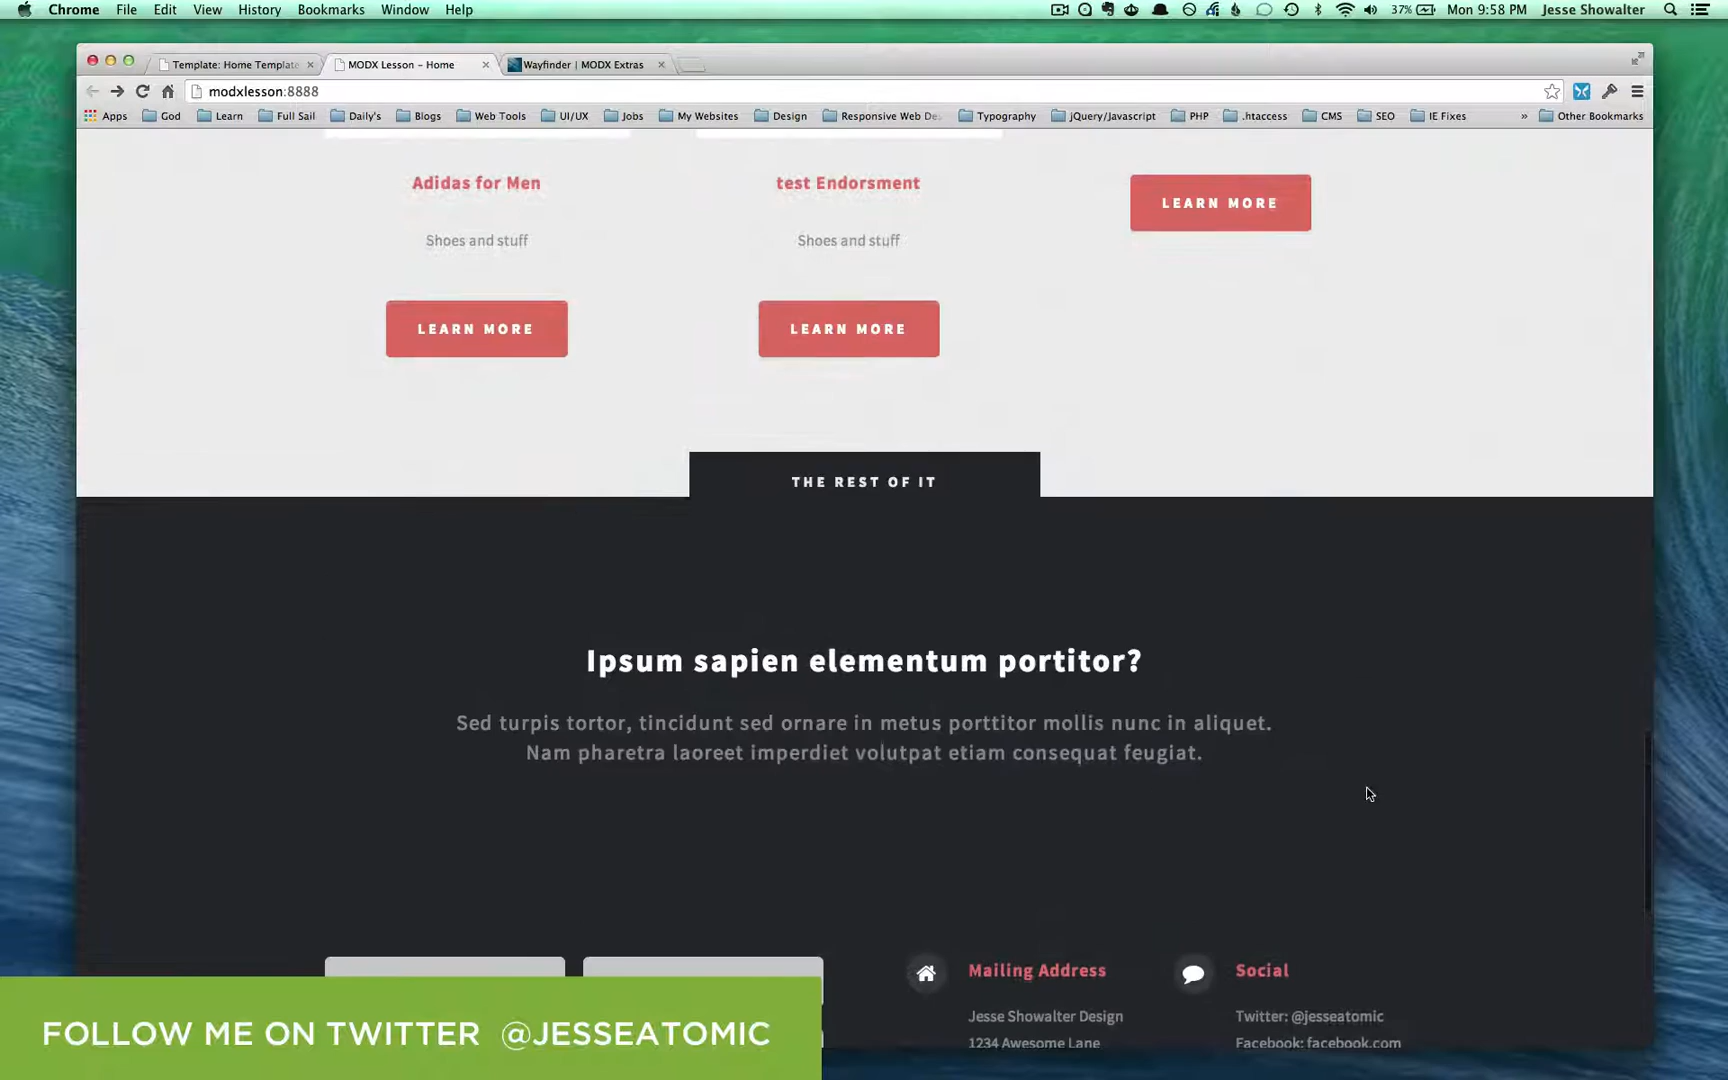 Chrome File Edit View History Bookmarks Window Help 37% Mon 9:58 PM Jesse Showalter
Template: Home Template MODX Lesson - Home Wayfinder | MODX Extras
modxlesson:8888
Apps God Learn Full Sail Daily's Blogs Web Tools UI/UX Jobs My Websites Design Responsive Web De Typography jQuery/Javascript PHP .htaccess CMS SEO IE Fixes » Other Bookmarks
Adidas for Men test Endorsment
LEARN MORE
Shoes and stuff Shoes and stuff
LEARN MORE LEARN MORE
THE REST OF IT
Ipsum sapien elementum portitor?
Sed turpis tortor, tincidunt sed ornare in metus porttitor mollis nunc in aliquet.
Nam pharetra laoreet imperdiet volutpat etiam consequat feugiat.
Mailing Address Social
Jesse Showalter Design Twitter: @jesseatomic
1234 Awesome Lane Facebook: facebook.com
FOLLOW ME ON TWITTER @JESSEATOMIC